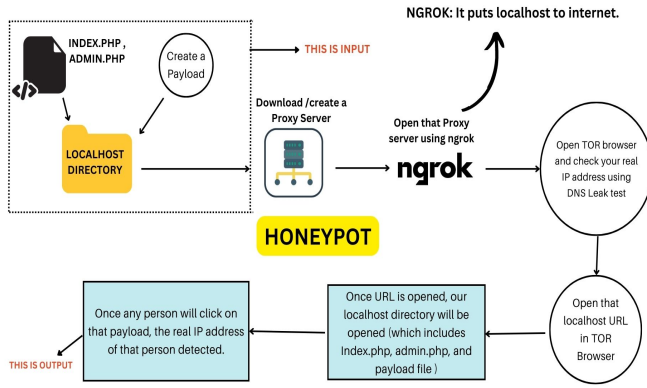 NGROK: It puts localhost to internet.
INDEX.PHP ,
ADMIN.PHP
</>
Create a
Payload
THIS IS INPUT
LOCALHOST
DIRECTORY
Download /create a
Proxy Server
Open that Proxy
server using ngrok
ngrok
Open TOR browser
and check your real
IP address using
DNS Leak test
HONEYPOT
Open that
localhost URL
in TOR
Browser
Once URL is opened, our
localhost directory will be
opened (which includes
Index.php, admin.php, and
payload file )
Once any person will click on
that payload, the real IP address
of that person detected.
THIS IS OUTPUT